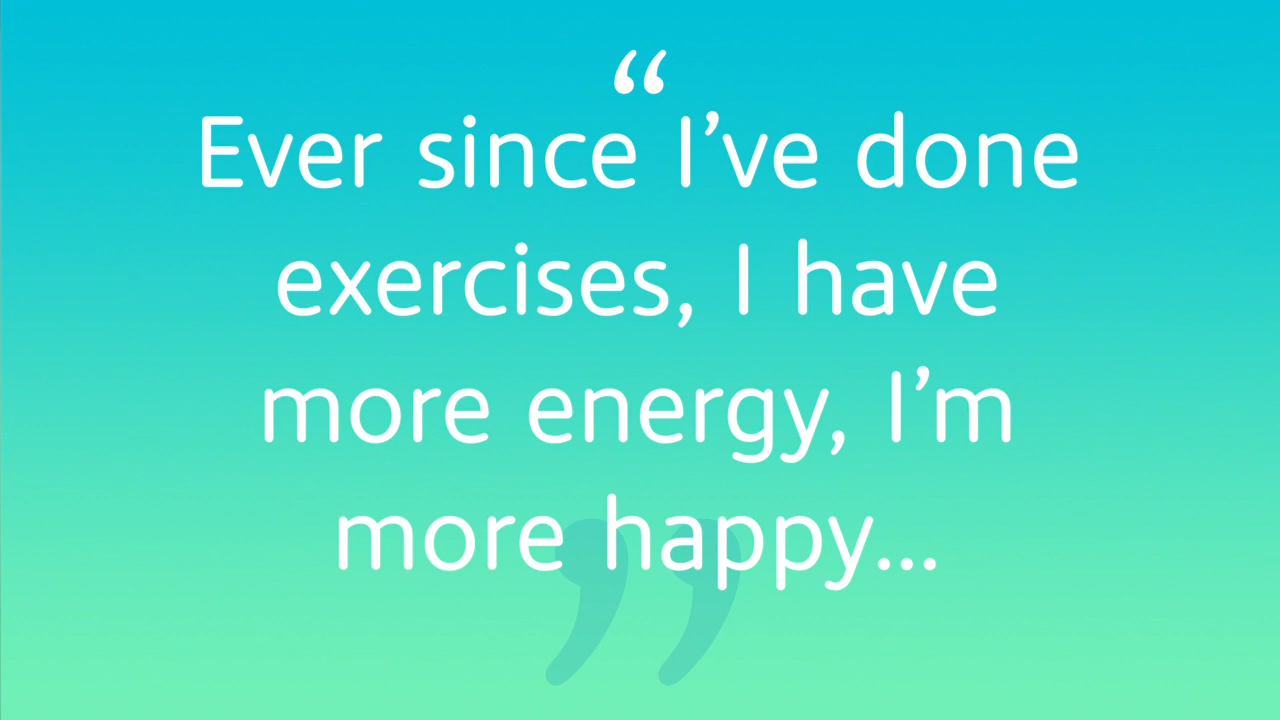 “
Ever since I’ve done
exercises, I have
more energy, I’m
more happy...
”